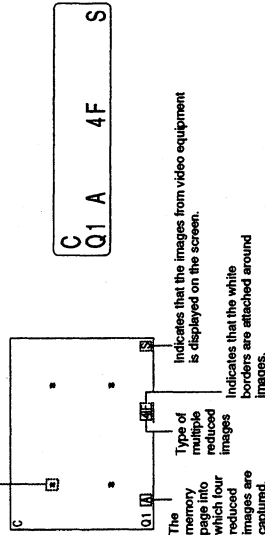 C
*
*
*
*
Q1 A 4F S
The
memory
page into
which four
reduced
images are
captured.
Type of
multiple
reduced
images
Indicates that the white
borders are attached around
images.
Indicates that the images from video equipment
is displayed on the screen.
C
Q1 A 4F S